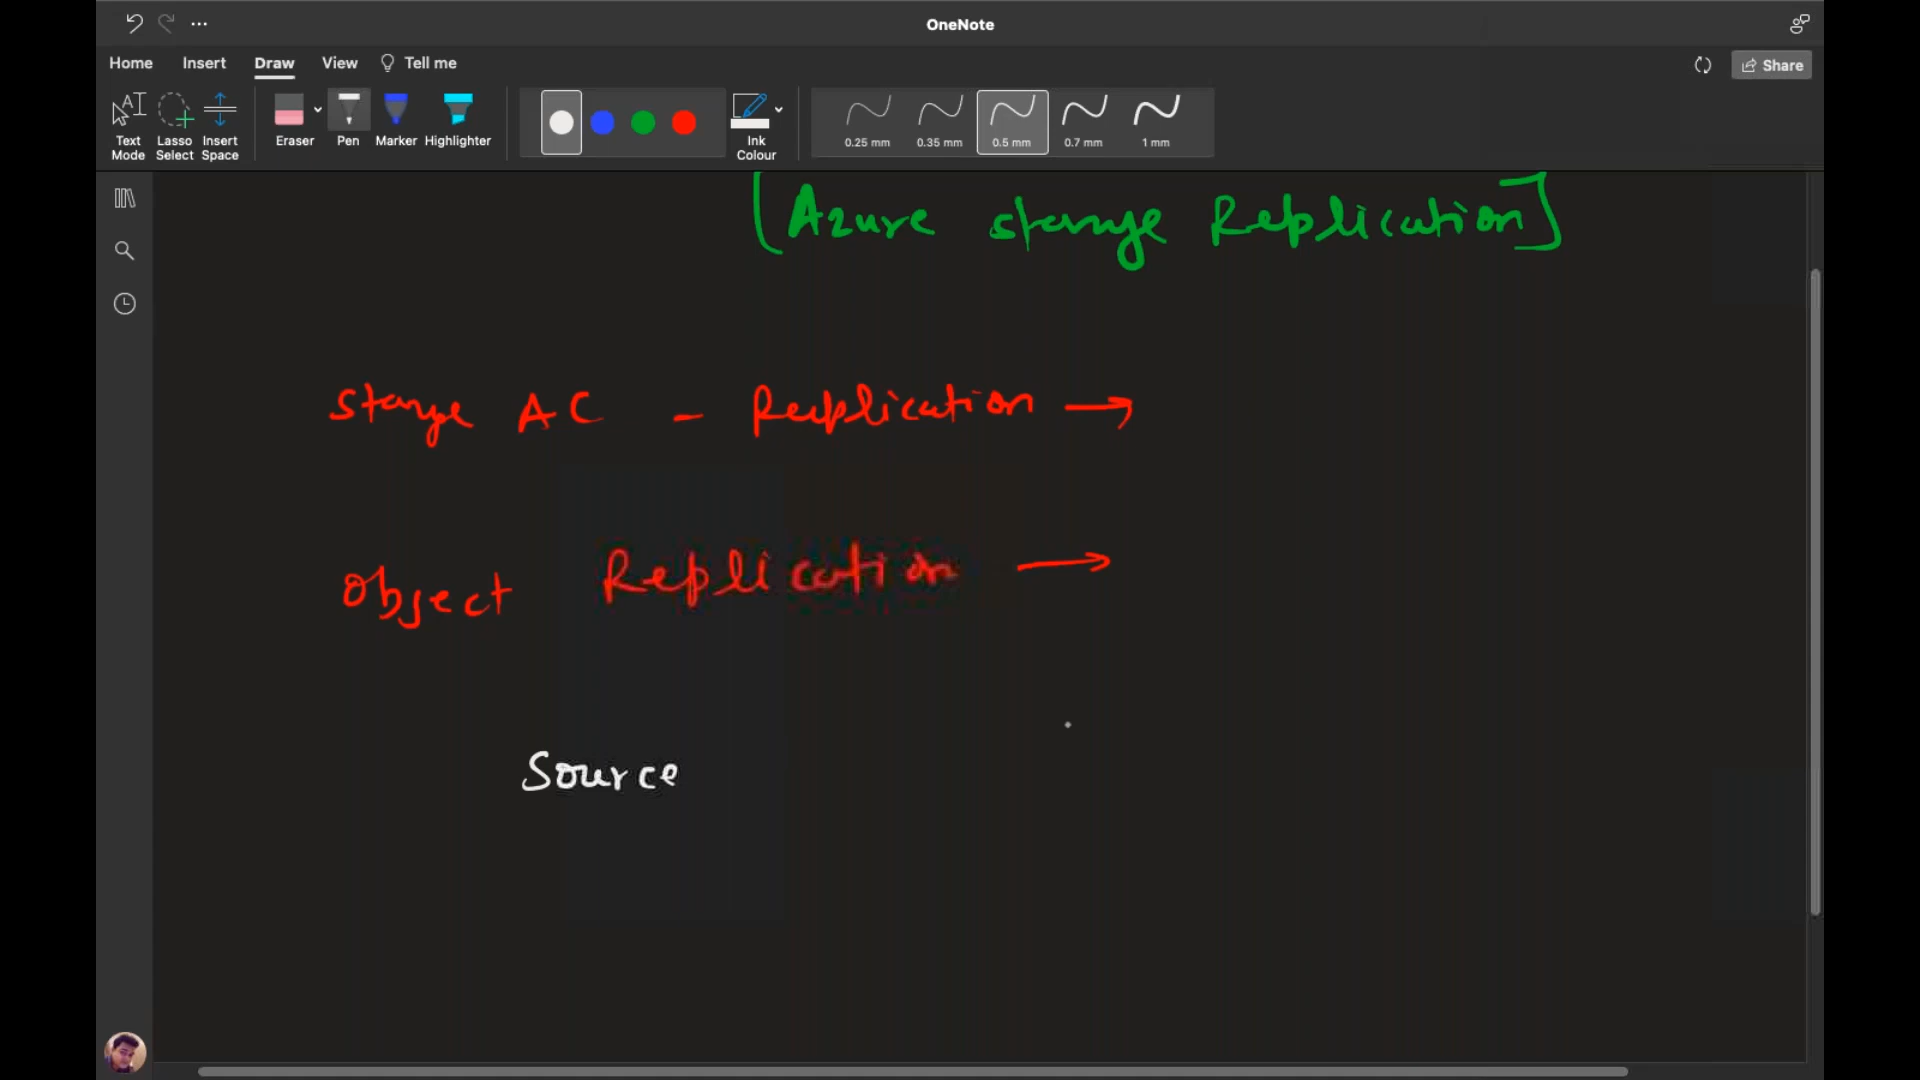 OneNote
Home Insert Draw View Tell me
Share
Text Mode
Lasso Select
Insert Space
Eraser
Pen
Marker
Highlighter
Ink Colour
0.25 mm
0.35 mm
0.5 mm
0.7 mm
1 mm
[Azure storage Replication]
Storage AC - Replication →
Object Replication →
Source